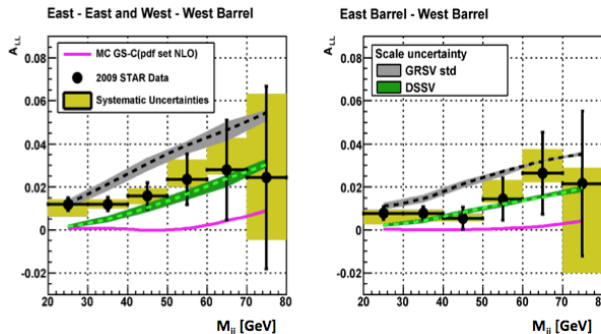 East - East and West - West Barrel
A_LL
0.08
0.06
0.04
0.02
0
-0.02
MC GS-C(pdf set NLO)
2009 STAR Data
Systematic Uncertainties
20 30 40 50 60 70 80
M_jj [GeV]
East Barrel - West Barrel
A_LL
0.08
0.06
0.04
0.02
0
-0.02
Scale uncertainty
GRSV std
DSSV
20 30 40 50 60 70 80
M_jj [GeV]